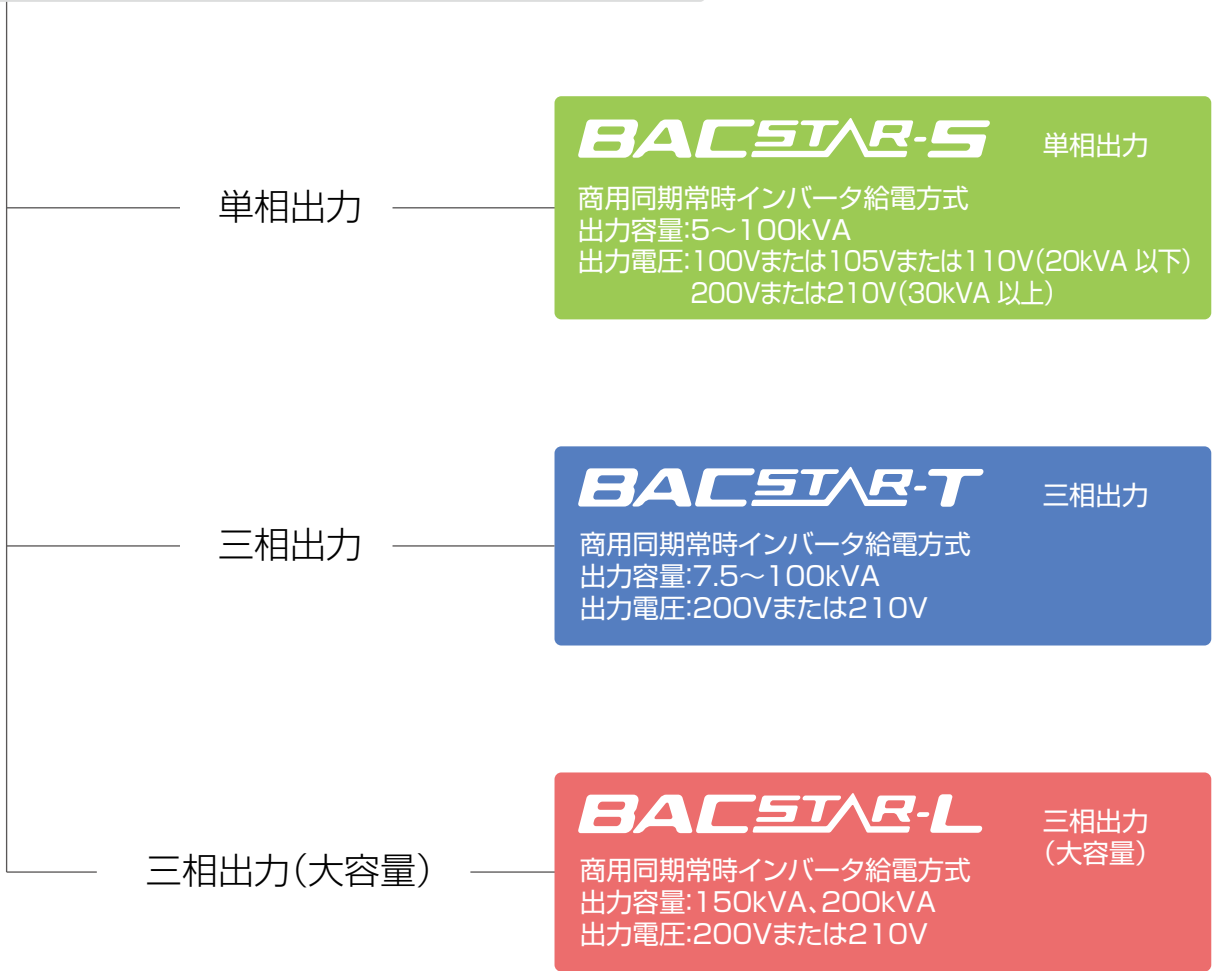 単相出力
BACSTAR-S 単相出力
商用同期常時インバータ給電方式
出力容量:5～100kVA
出力電圧:100Vまたは105Vまたは110V(20kVA 以下)
200Vまたは210V(30kVA 以上)
三相出力
BACSTAR-T 三相出力
商用同期常時インバータ給電方式
出力容量:7.5～100kVA
出力電圧:200Vまたは210V
三相出力(大容量)
BACSTAR-L 三相出力
(大容量)
商用同期常時インバータ給電方式
出力容量:150kVA、200kVA
出力電圧:200Vまたは210V